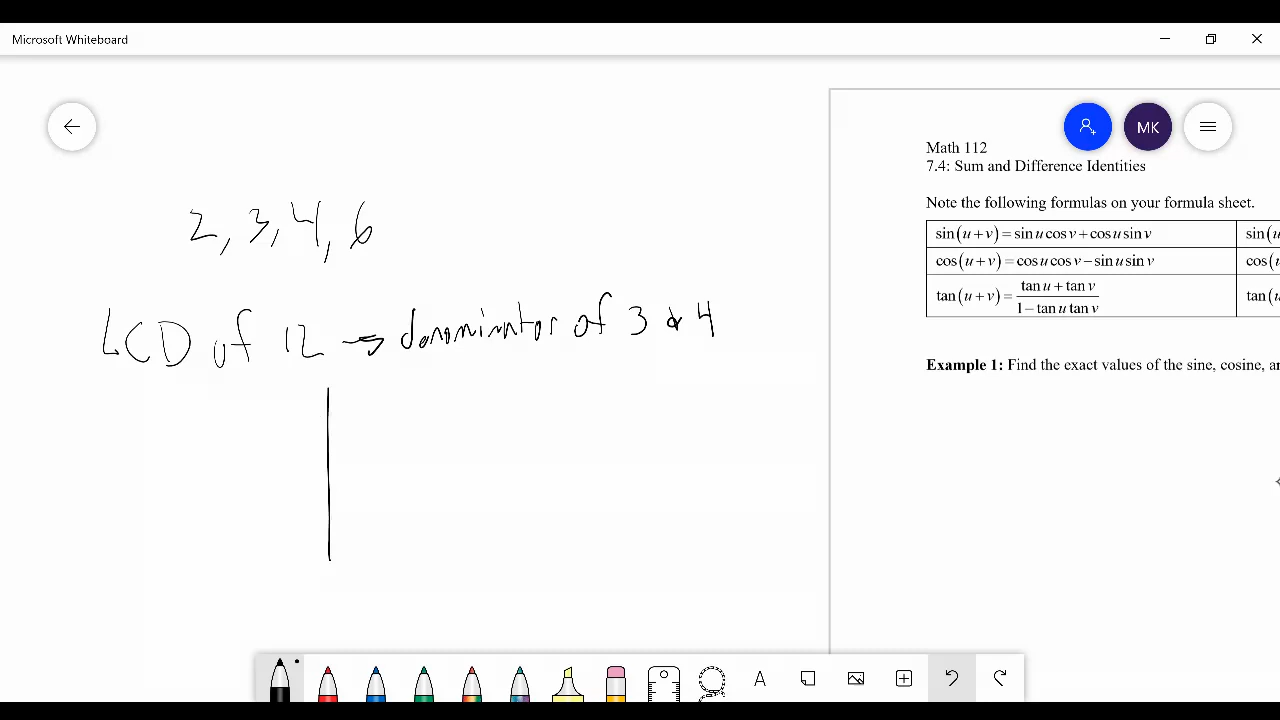 Microsoft Whiteboard
MK
2, 3, 4, 6
LCD of 12 → denominator of 3 & 4
Math 112
7.4: Sum and Difference Identities
Note the following formulas on your formula sheet.
sin(u + v) = sin u cos v + cos u sin v
sin(u
cos(u + v) = cos u cos v − sin u sin v
cos(u
tan(u + v) = tan u + tan v / 1 − tan u tan v
tan(u
Example 1: Find the exact values of the sine, cosine, an
A